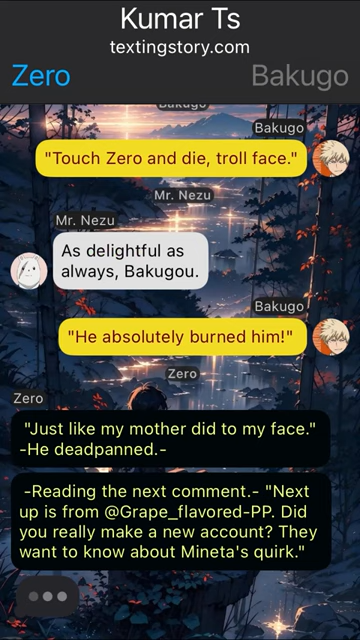 Kumar Ts
textingstory.com
Zero
Bakugo
Bakugo
Bakugo
"Touch Zero and die, troll face."
Mr. Nezu
Mr. Nezu
As delightful as
always, Bakugou.
Bakugo
"He absolutely burned him!"
Zero
Zero
"Just like my mother did to my face."
-He deadpanned.-
-Reading the next comment.- "Next
up is from @Grape_flavored-PP. Did
you really make a new account? They
want to know about Mineta's quirk."